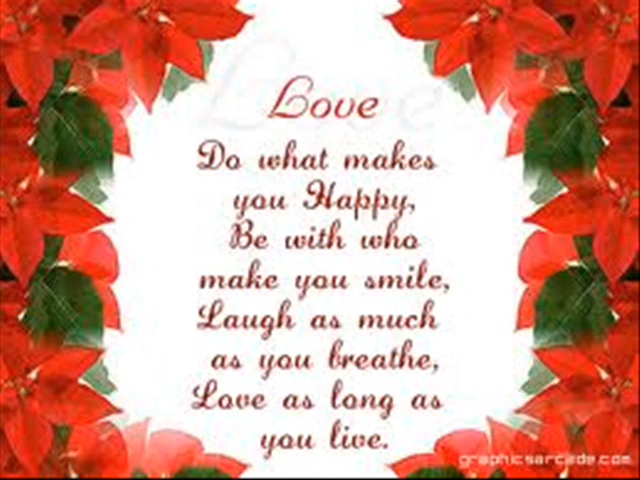 Love
Do what makes
you Happy,
Be with who
make you smile,
Laugh as much
as you breathe,
Love as long as
you live.
graphicsarcade.com